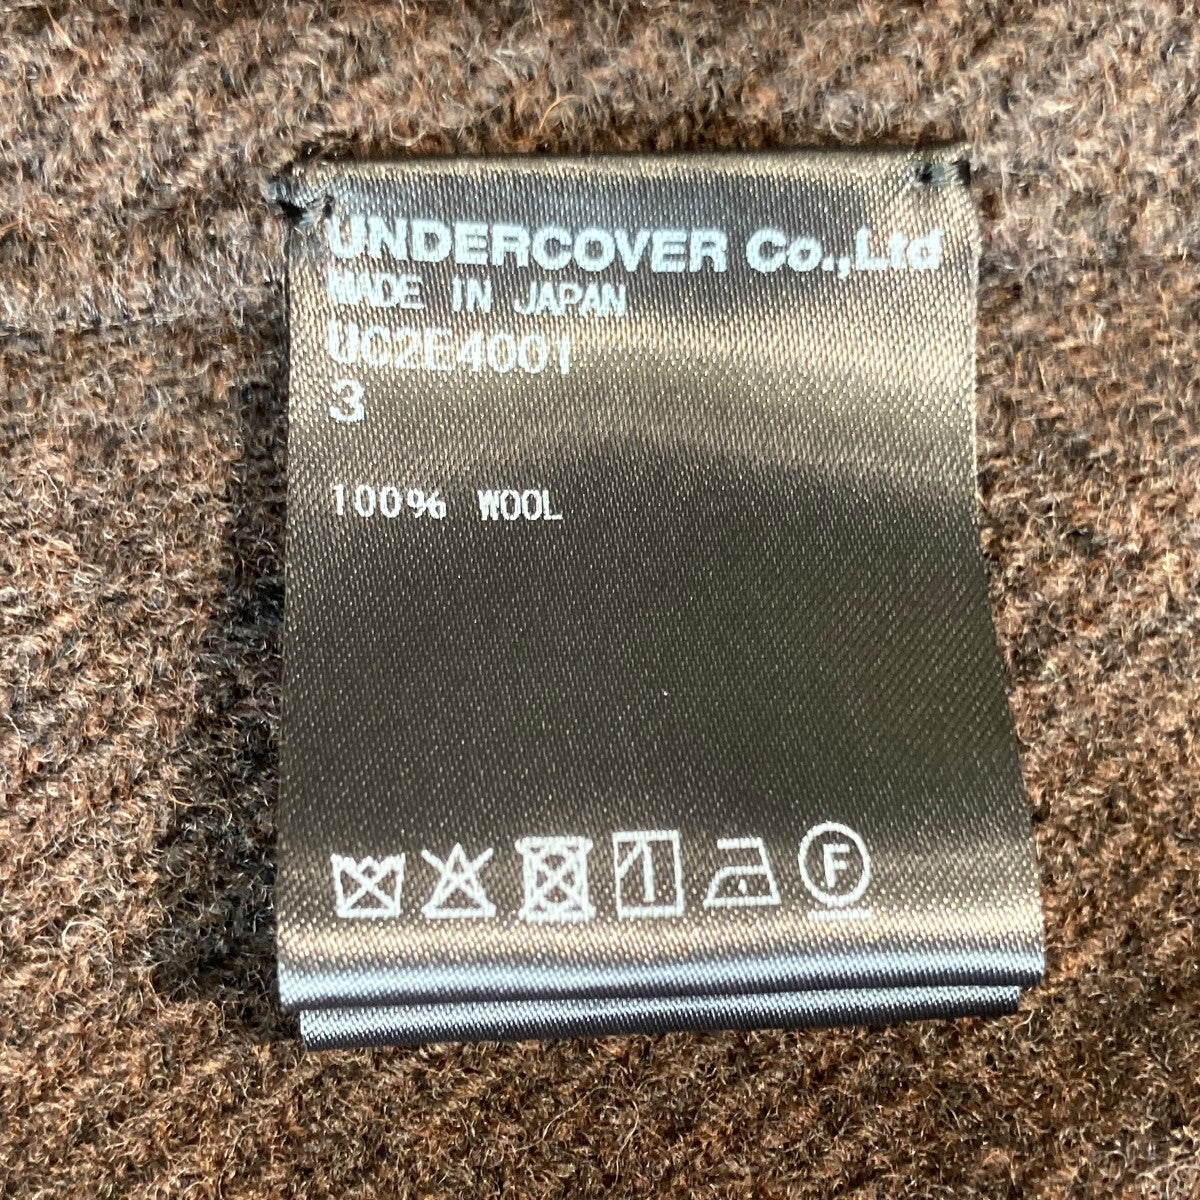 UNDERCOVER Co.,Ltd
MADE IN JAPAN
UC2E4001
3
100% WOOL
F